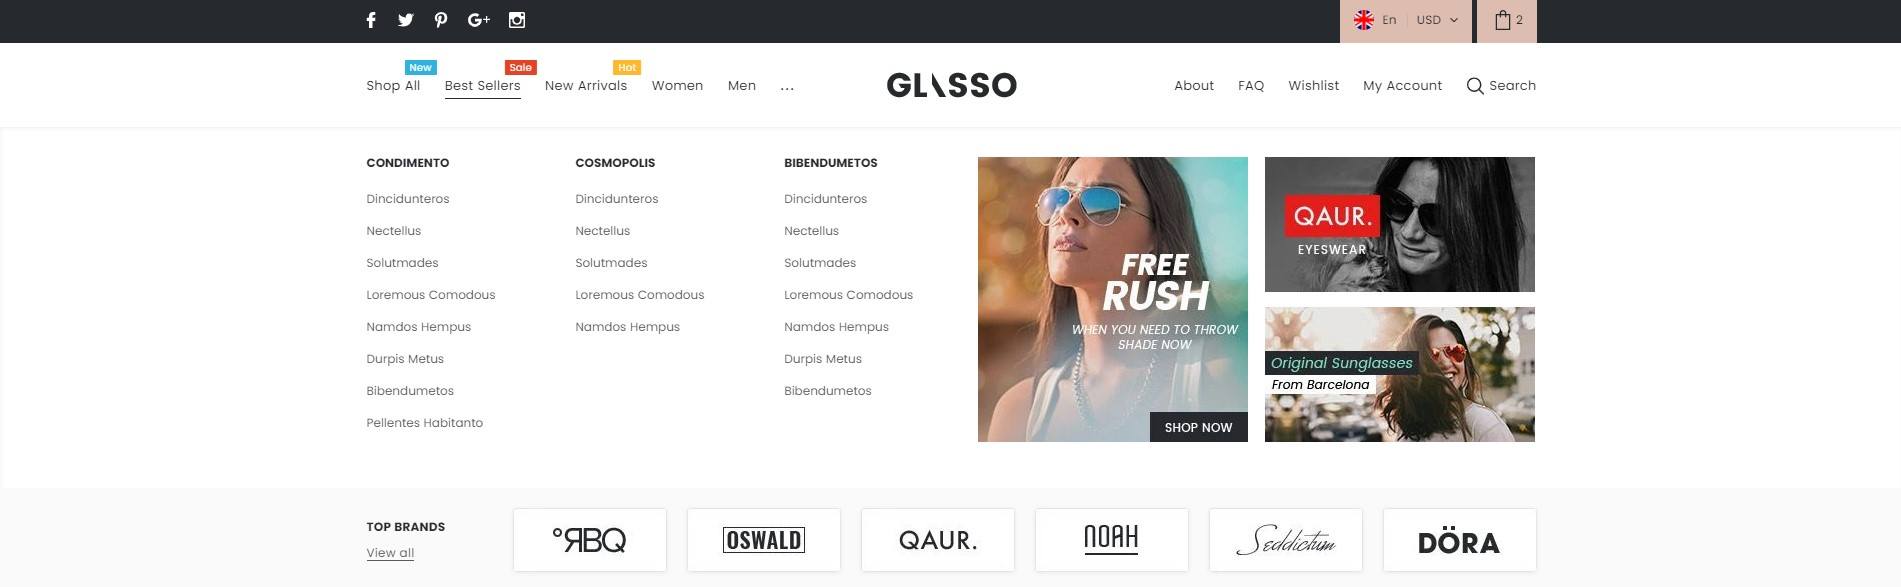 En USD 2
New Sale Hot
Shop All Best Sellers New Arrivals Women Men ... GLASSO About FAQ Wishlist My Account Search
CONDIMENTO
Dincidunteros
Nectellus
Solutmades
Loremous Comodous
Namdos Hempus
Durpis Metus
Bibendumetos
Pellentes Habitanto
COSMOPOLIS
Dincidunteros
Nectellus
Solutmades
Loremous Comodous
Namdos Hempus
BIBENDUMETOS
Dincidunteros
Nectellus
Solutmades
Loremous Comodous
Namdos Hempus
Durpis Metus
Bibendumetos
FREE
RUSH
WHEN YOU NEED TO THROW
SHADE NOW
SHOP NOW
QAUR.
EYESWEAR
Original Sunglasses
From Barcelona
TOP BRANDS
View all
°ЯBQ OSWALD QAUR. NOAH Seddictum DÖRA